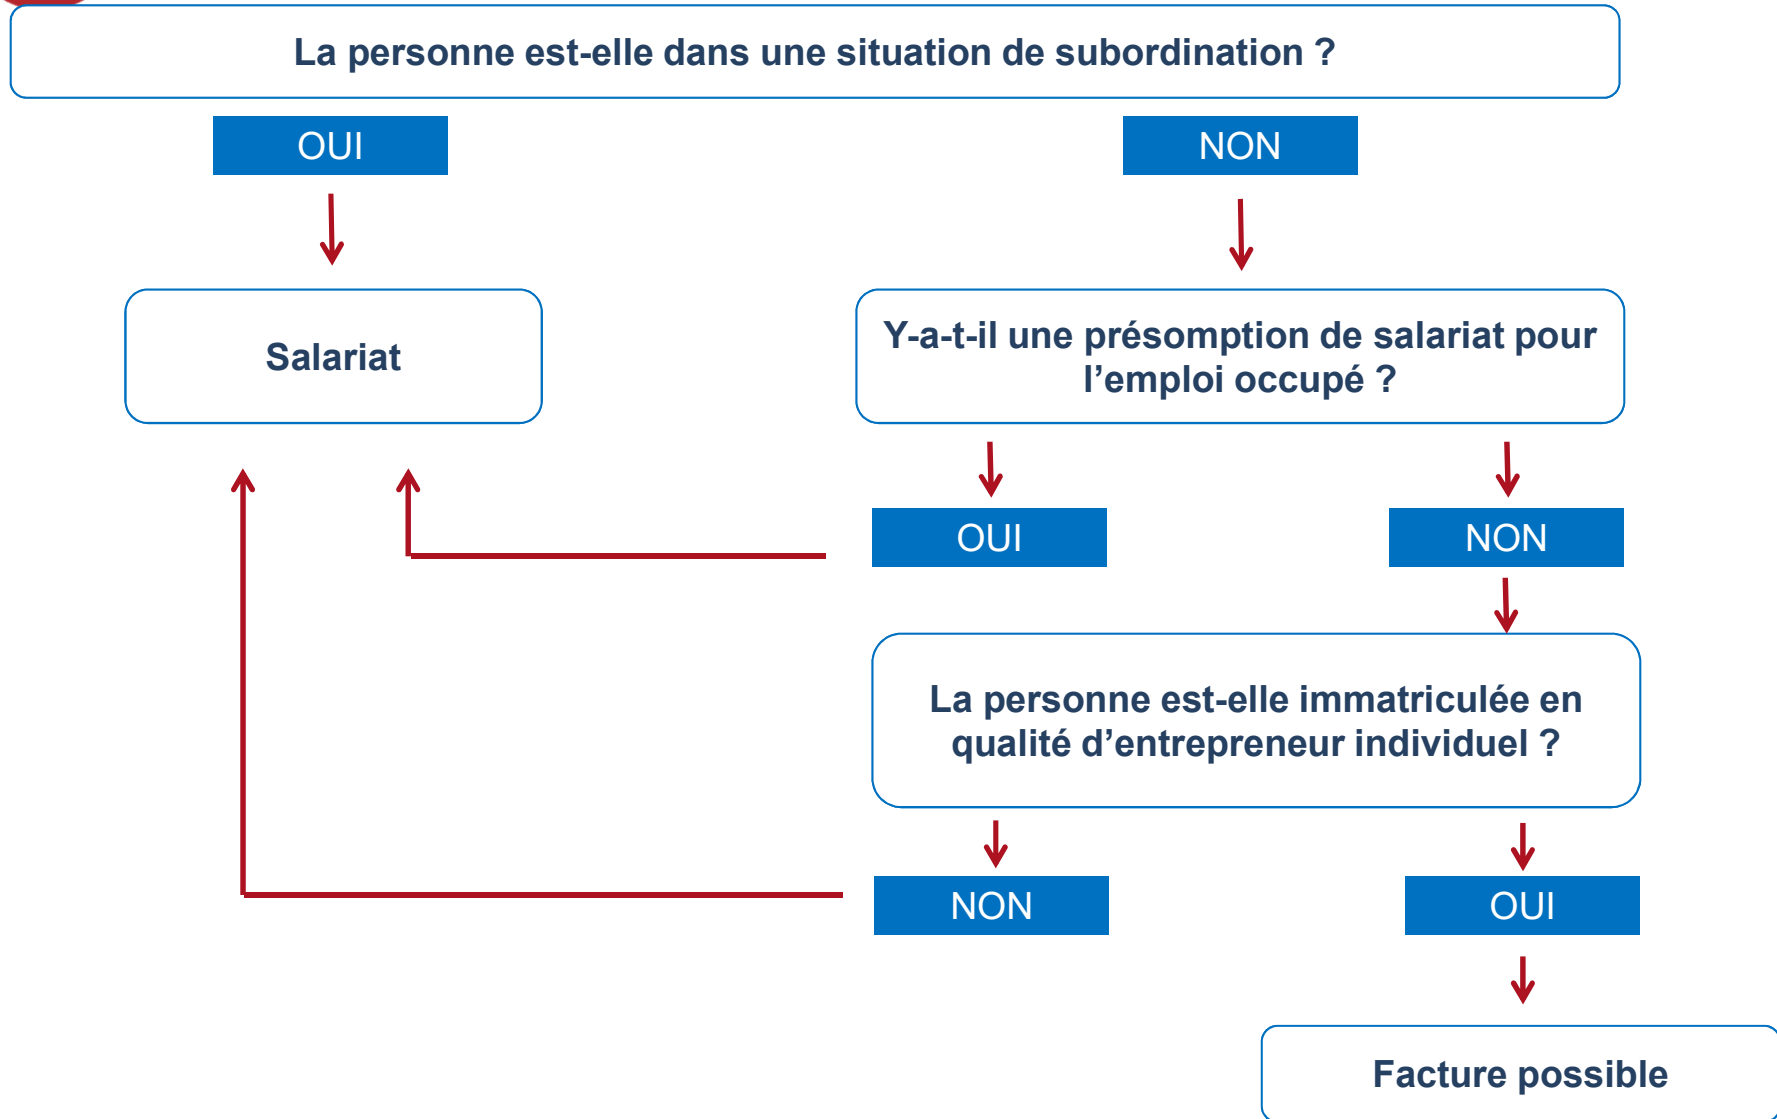 La personne est-elle dans une situation de subordination ?
OUI
NON
Salariat
Y-a-t-il une présomption de salariat pour
l’emploi occupé ?
OUI
NON
La personne est-elle immatriculée en
qualité d’entrepreneur individuel ?
NON
OUI
Facture possible